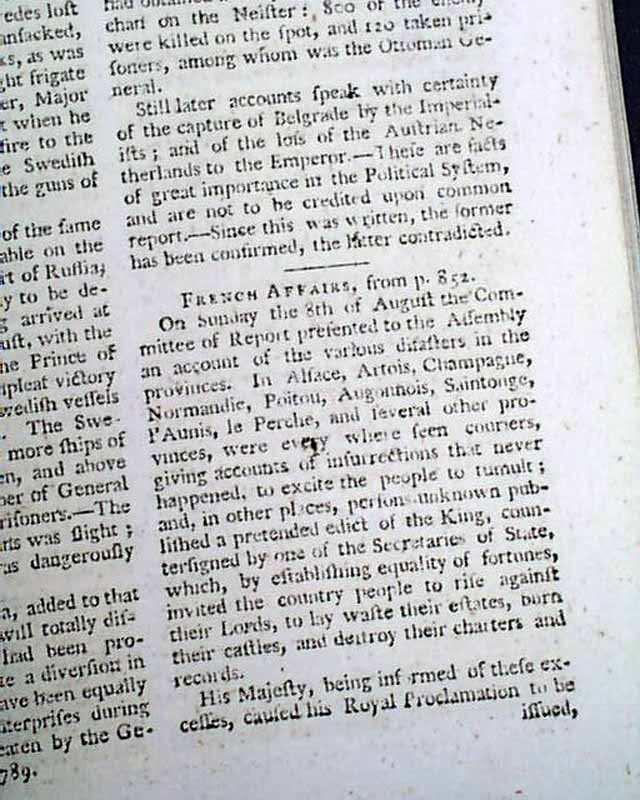 redes loft
anfacked,
ks, as was
ght frigate
er, Major
t when he
fire to the
e Swedifh
the guns of
of the fame
able on the
rt of Ruffia;
y to be de-
g arrived at
uft, with the
he Prince of
mpleat victory
wedifh veffels
. The Swe-
more fhips of
en, and above
ber of General
rifoners.—The
rts was flight;
as dangeroufly
a, added to that
will totally dif-
had been pro-
ke a diverfion in
ave been equally
nterprifes during
eaten by the Ge-
789.
had obtained
chari on the Neifter: 800 of the enemy
were killed on the fpot, and 120 taken pri-
foners, among whom was the Ottoman Ge-
neral.
Still later accounts fpeak with certainty
of the capture of Belgrade by the Imperial-
ifts; and of the lofs of the Auftrian Ne-
therlands to the Emperor.—Thefe are facts
of great importance in the Political Syftem,
and are not to be credited upon common
report.—Since this was written, the former
has been confirmed, the latter contradicted.
FRENCH AFFAIRS, from p. 852.
On Sunday the 8th of Auguft the Com-
mittee of Report prefented to the Affembly
an account of the various difafters in the
provinces. In Alface, Artois, Champagne,
Normandie, Poitou, Augonnois, Saintonge,
l'Aunis, le Perche, and feveral other pro-
vinces, were every where feen couriers,
giving accounts of infurrections that never
happened, to excite the people to tumult;
and, in other places, perfons unknown pub-
lifhed a pretended edict of the King, coun-
terfigned by one of the Secretaries of State,
which, by eftablifhing equality of fortunes,
invited the country people to rife againft
their Lords, to lay wafte their eftates, burn
their caftles, and deftroy their charters and
records.
His Majefty, being informed of thefe ex-
ceffes, caufed his Royal Proclamation to be
iffued,